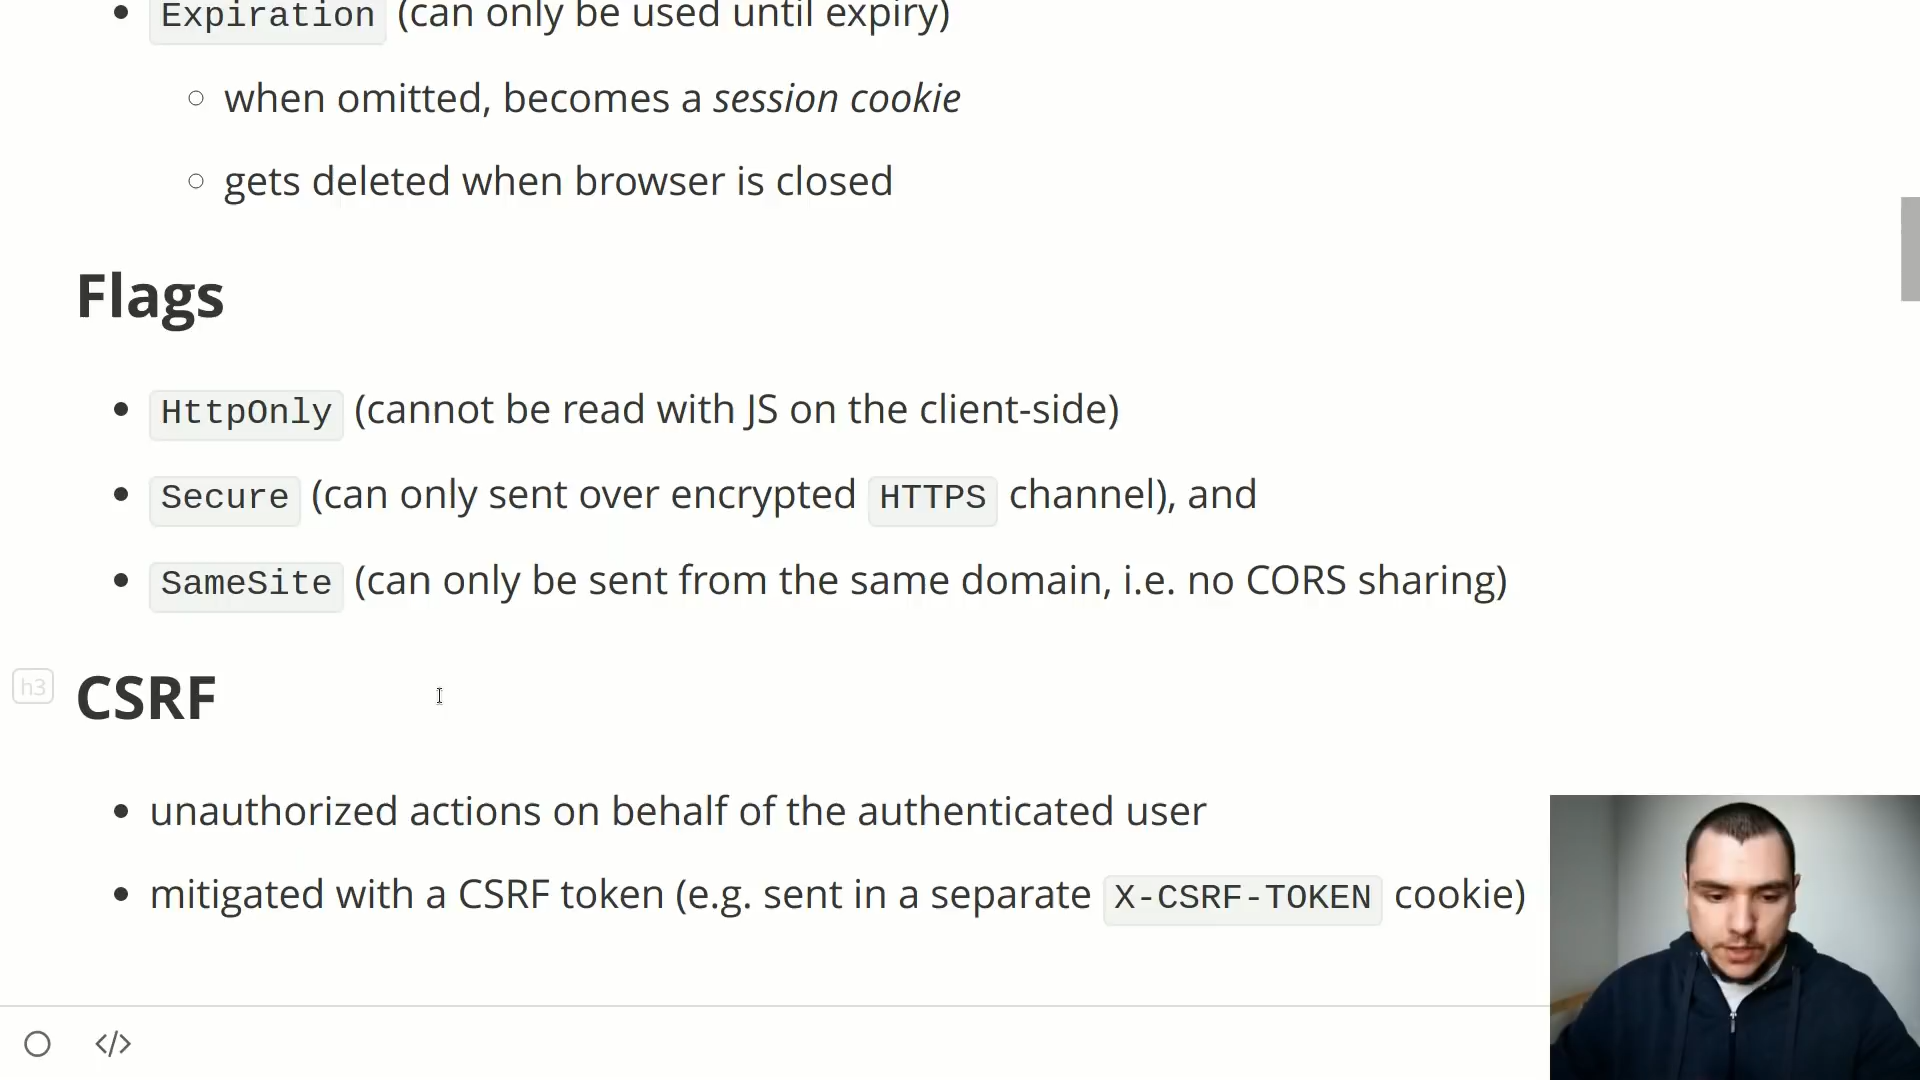 Expiration (can only be used until expiry)
when omitted, becomes a session cookie
gets deleted when browser is closed
Flags
HttpOnly (cannot be read with JS on the client-side)
Secure (can only sent over encrypted HTTPS channel), and
SameSite (can only be sent from the same domain, i.e. no CORS sharing)
h3 CSRF
unauthorized actions on behalf of the authenticated user
mitigated with a CSRF token (e.g. sent in a separate X-CSRF-TOKEN cookie)
</>